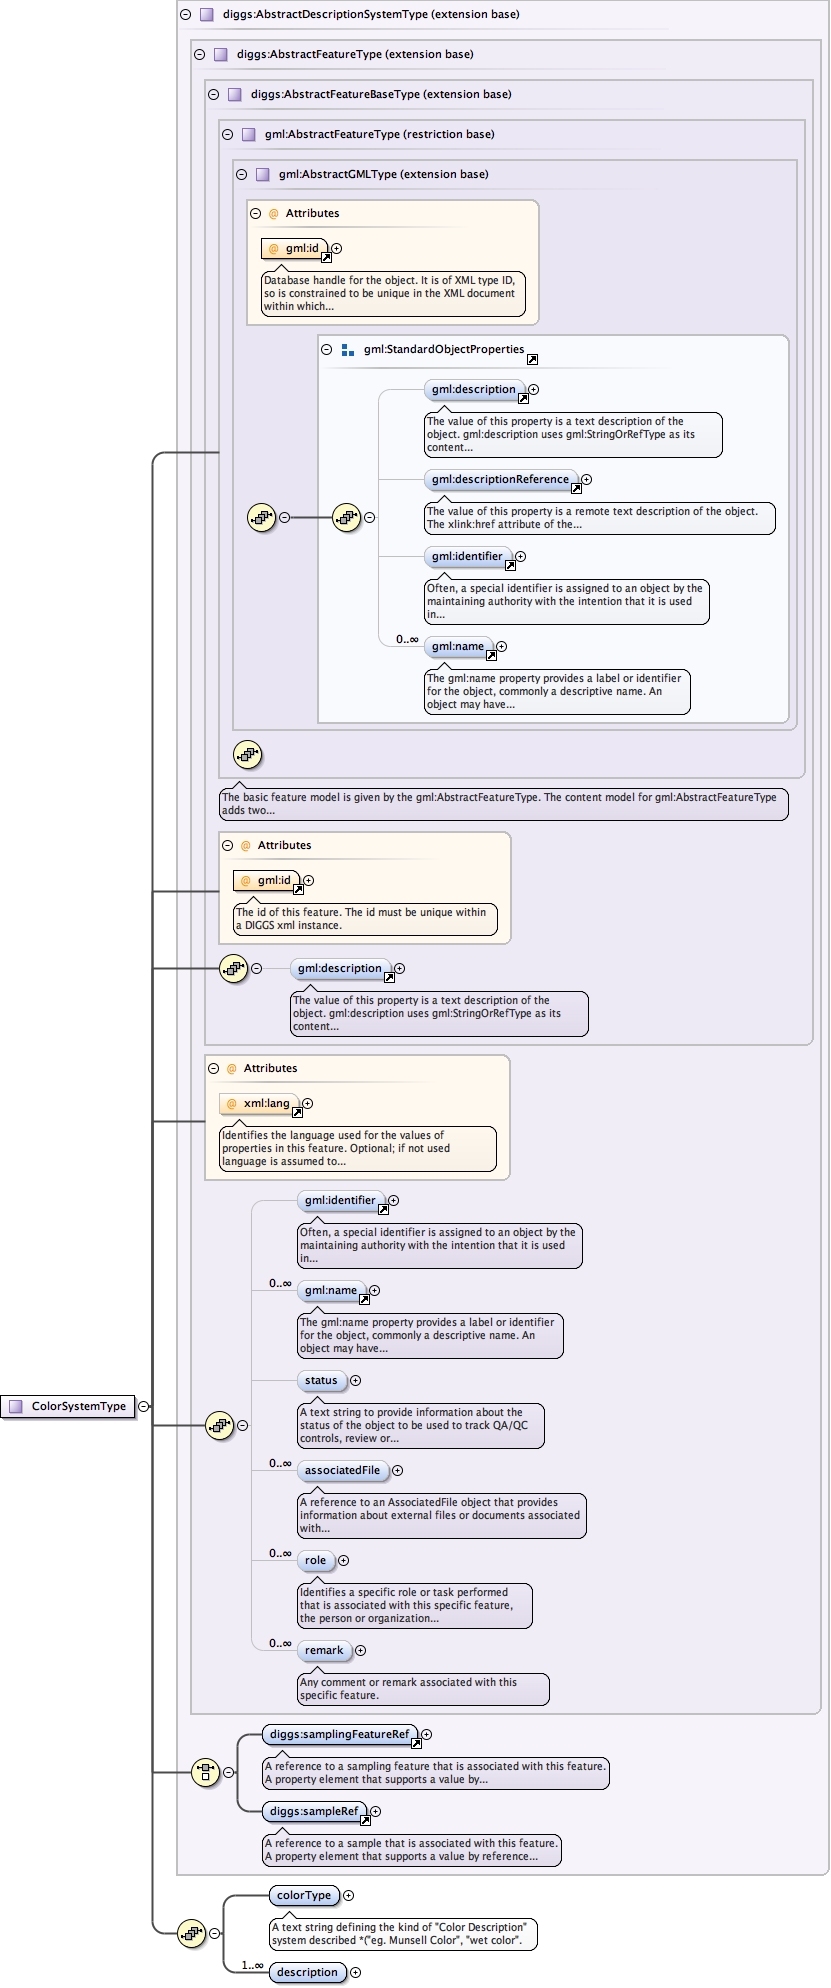 diggs:AbstractDescriptionSystemType (extension base)
diggs:AbstractFeatureType (extension base)
diggs:AbstractFeatureBaseType (extension base)
gml:AbstractFeatureType (restriction base)
gml:AbstractGMLType (extension base)
@ Attributes
@ gml:id
Database handle for the object. It is of XML type ID,
so is constrained to be unique in the XML document
within which...
gml:StandardObjectProperties
gml:description
The value of this property is a text description of the
object. gml:description uses gml:StringOrRefType as its
content...
gml:descriptionReference
The value of this property is a remote text description of the object.
The xlink:href attribute of the...
gml:identifier
Often, a special identifier is assigned to an object by the
maintaining authority with the intention that it is used
in...
0..∞
gml:name
The gml:name property provides a label or identifier
for the object, commonly a descriptive name. An
object may have...
The basic feature model is given by the gml:AbstractFeatureType. The content model for gml:AbstractFeatureType
adds two...
@ Attributes
@ gml:id
The id of this feature. The id must be unique within
a DIGGS xml instance.
gml:description
The value of this property is a text description of the
object. gml:description uses gml:StringOrRefType as its
content...
@ Attributes
@ xml:lang
Identifies the language used for the values of
properties in this feature. Optional; if not used
language is assumed to...
gml:identifier
Often, a special identifier is assigned to an object by the
maintaining authority with the intention that it is used
in...
0..∞
gml:name
The gml:name property provides a label or identifier
for the object, commonly a descriptive name. An
object may have...
status
A text string to provide information about the
status of the object to be used to track QA/QC
controls, review or...
ColorSystemType
0..∞
associatedFile
A reference to an AssociatedFile object that provides
information about external files or documents associated
with...
0..∞
role
Identifies a specific role or task performed
that is associated with this specific feature,
the person or organization...
0..∞
remark
Any comment or remark associated with this
specific feature.
diggs:samplingFeatureRef
A reference to a sampling feature that is associated with this feature.
A property element that supports a value by...
diggs:sampleRef
A reference to a sample that is associated with this feature.
A property element that supports a value by reference...
colorType
A text string defining the kind of "Color Description"
system described *("eg. Munsell Color", "wet color".
1..∞
description